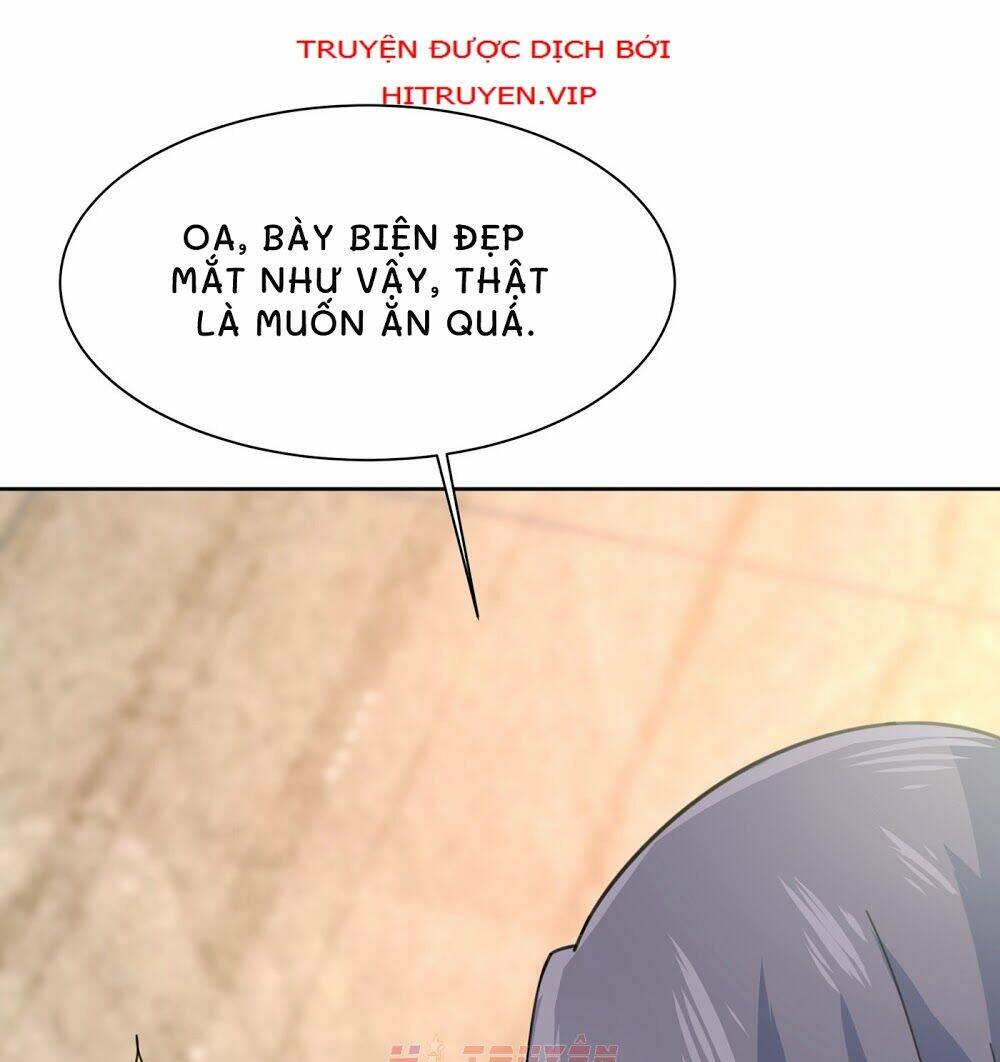 TRUYỆN ĐƯỢC DỊCH BỞI
HITRUYEN.VIP
OA, BÀY BIỆN ĐẸP
MẮT NHƯ VẬY, THẬT
LÀ MUỐN ĂN QUÁ.